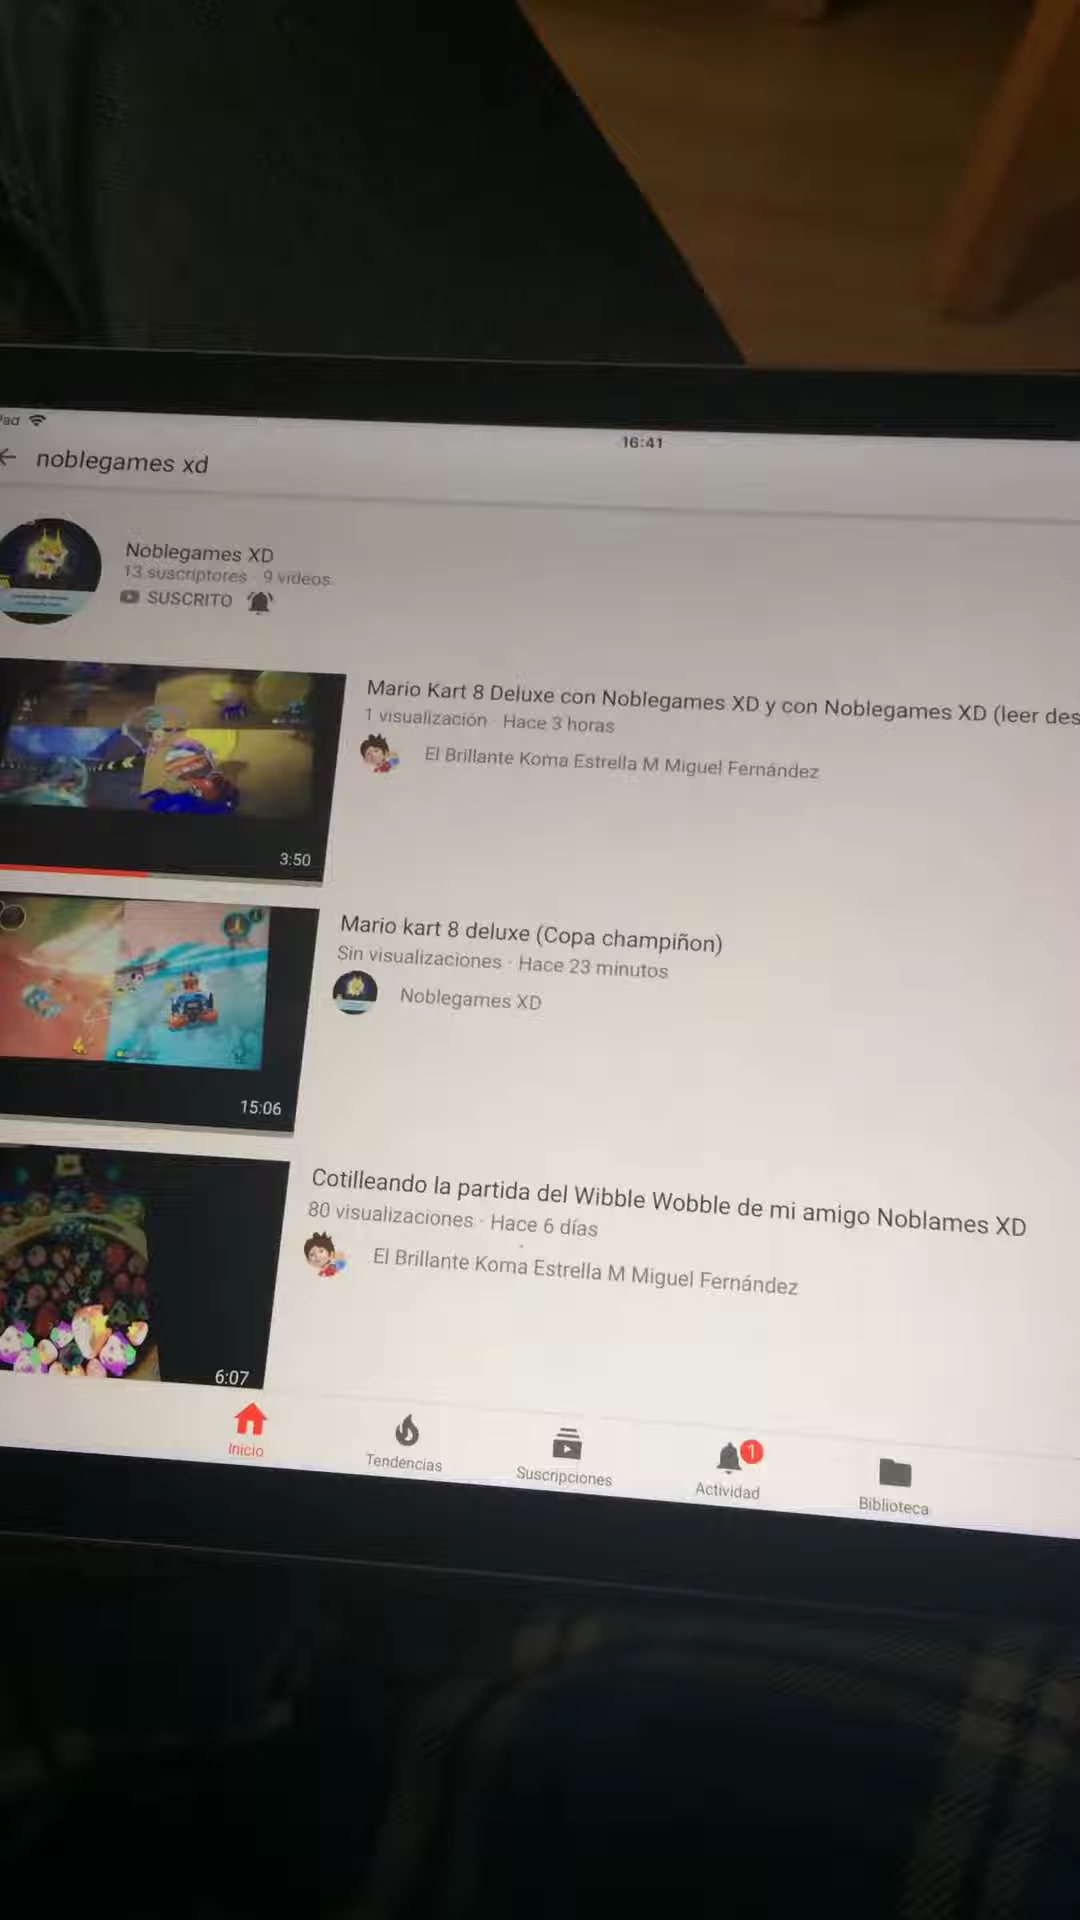 Pad
16:41
noblegames xd
Noblegames XD
13 suscriptores · 9 vídeos
SUSCRITO
Mario Kart 8 Deluxe con Noblegames XD y con Noblegames XD (leer des
1 visualización · Hace 3 horas
El Brillante Koma Estrella M Miguel Fernández
3:50
Mario kart 8 deluxe (Copa champiñon)
Sin visualizaciones · Hace 23 minutos
Noblegames XD
15:06
Cotilleando la partida del Wibble Wobble de mi amigo Noblames XD
80 visualizaciones · Hace 6 días
El Brillante Koma Estrella M Miguel Fernández
6:07
Inicio
Tendencias
Suscripciones
1
Actividad
Biblioteca